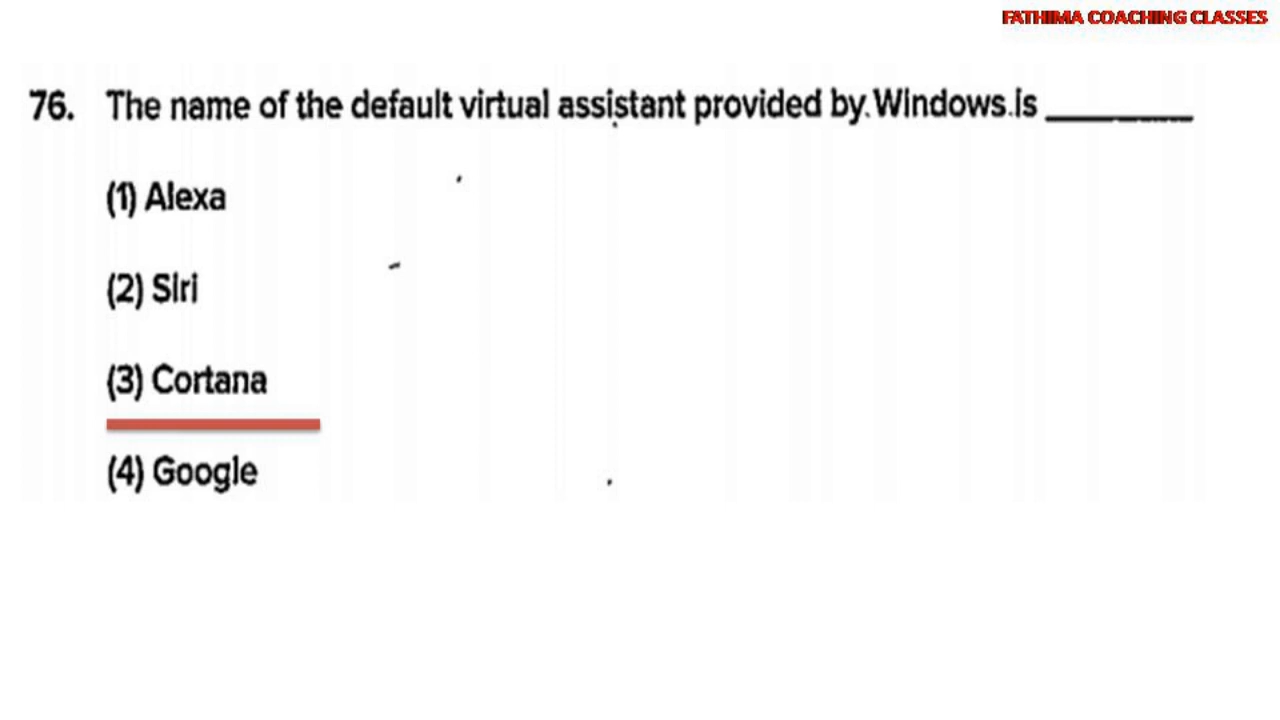 FATHIMA COACHING CLASSES
76. The name of the default virtual assistant provided by Windows is ________
(1) Alexa
(2) Siri
(3) Cortana
(4) Google